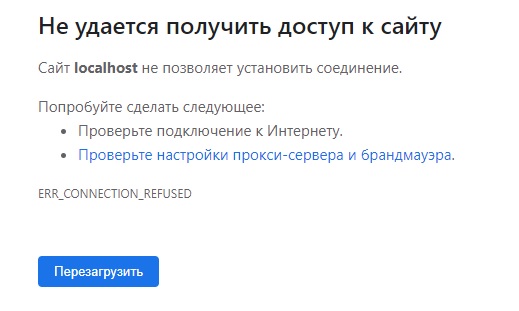 Не удается получить доступ к сайту
Сайт localhost не позволяет установить соединение.
Попробуйте сделать следующее:
• Проверьте подключение к Интернету.
• Проверьте настройки прокси-сервера и брандмауэра.
ERR_CONNECTION_REFUSED
Перезагрузить